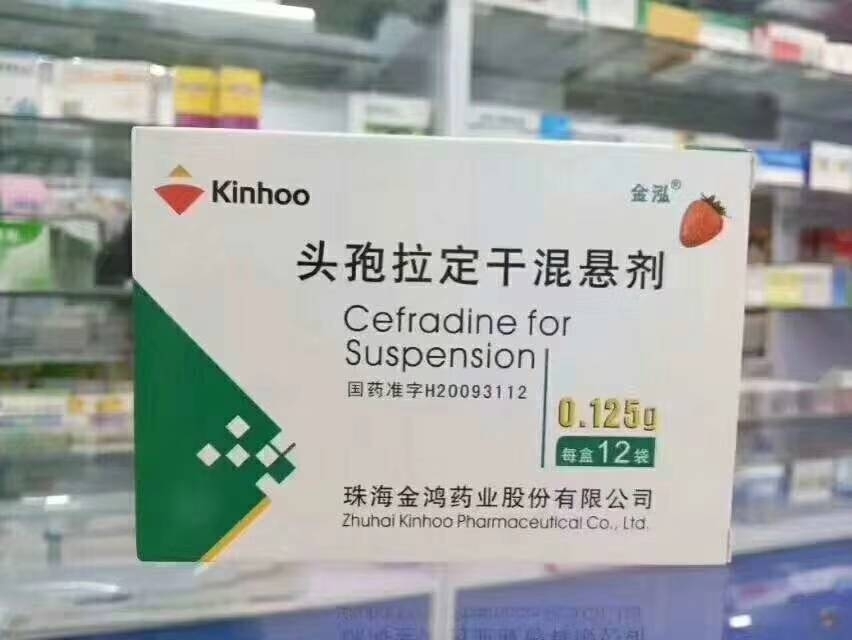 Kinhoo
金泓®
头孢拉定干混悬剂
Cefradine for
Suspension
国药准字H20093112
0.125g
每盒12袋
珠海金鸿药业股份有限公司
Zhuhai Kinhoo Pharmaceutical Co., Ltd.